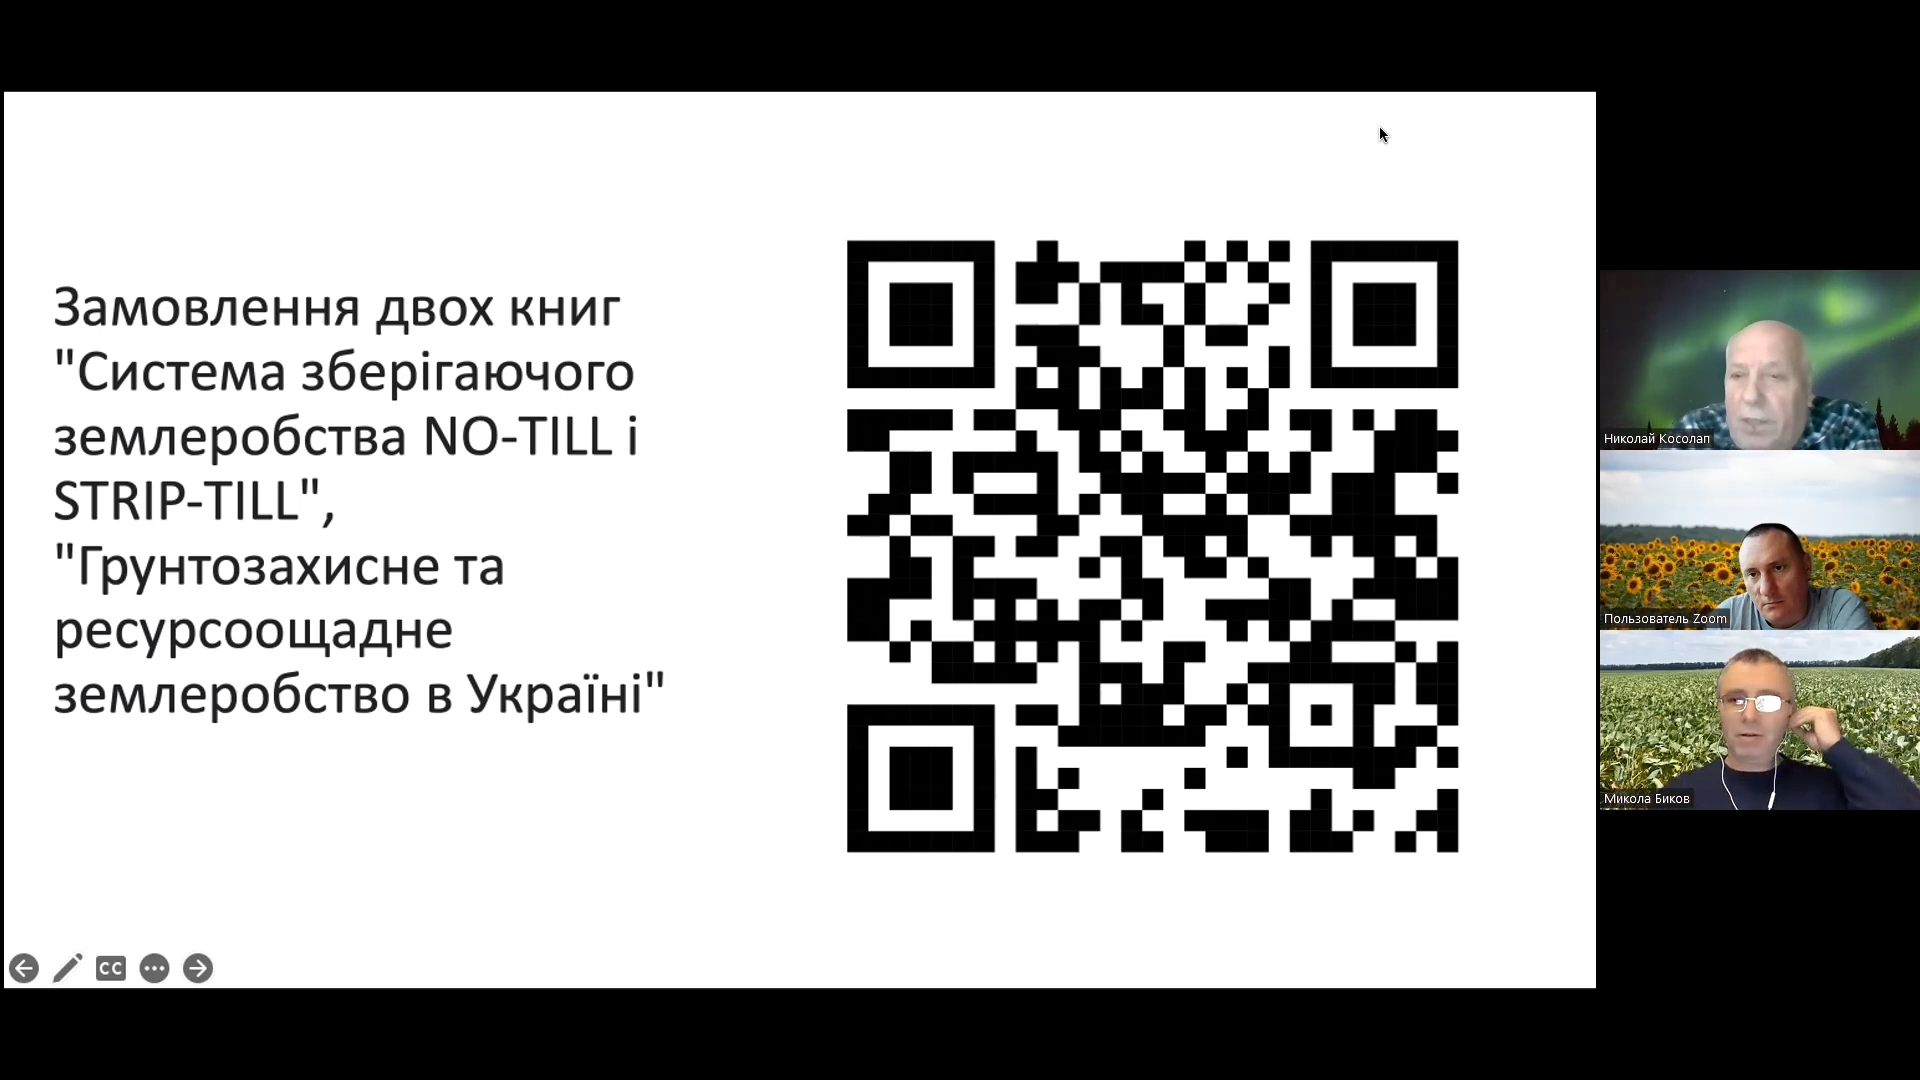 Замовлення двох книг
"Система зберігаючого
землеробства NO-TILL і
STRIP-TILL",
"Грунтозахисне та
ресурсоощадне
землеробство в Україні"
CC
Николай Косолап
Пользователь Zoom
Микола Биков